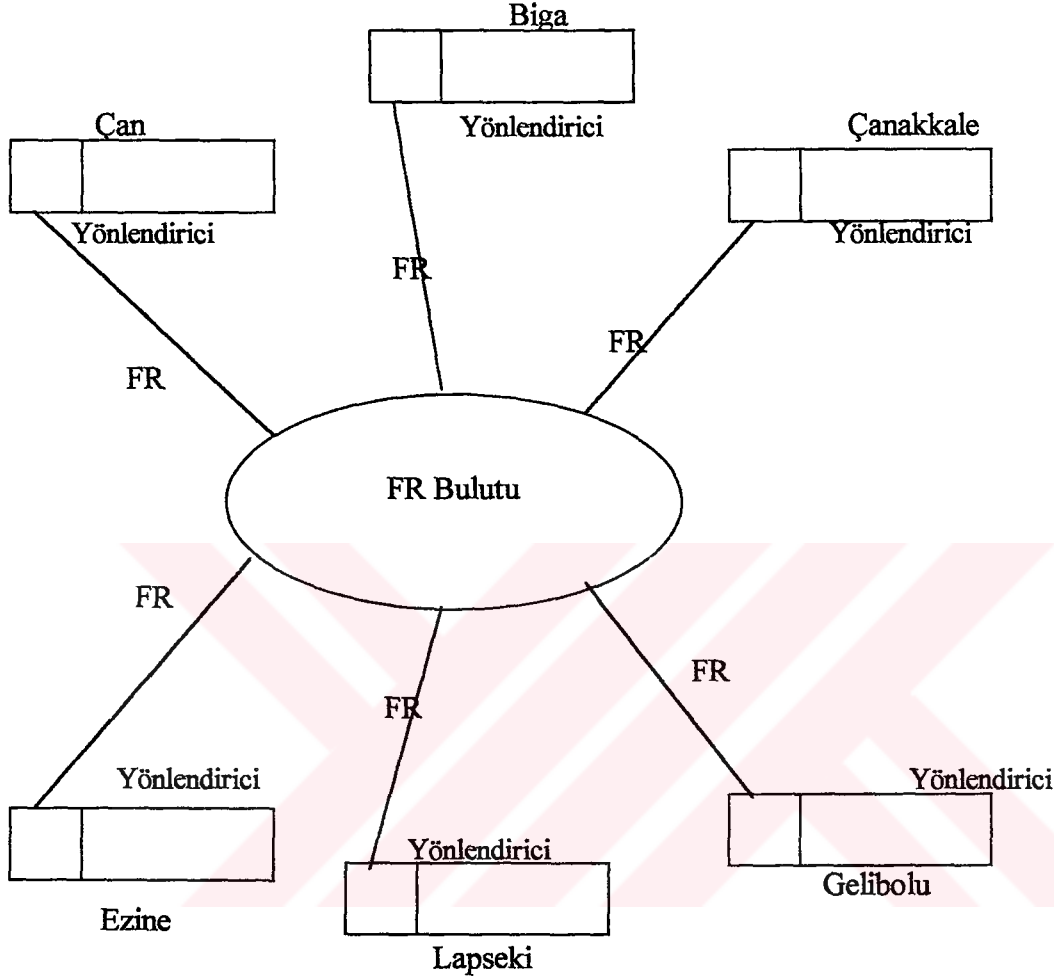 Biga
Yönlendirici
Çan
Yönlendirici
Çanakkale
Yönlendirici
FR
FR
FR
FR Bulutu
FR
FR
FR
Yönlendirici
Ezine
Yönlendirici
Lapseki
Yönlendirici
Gelibolu